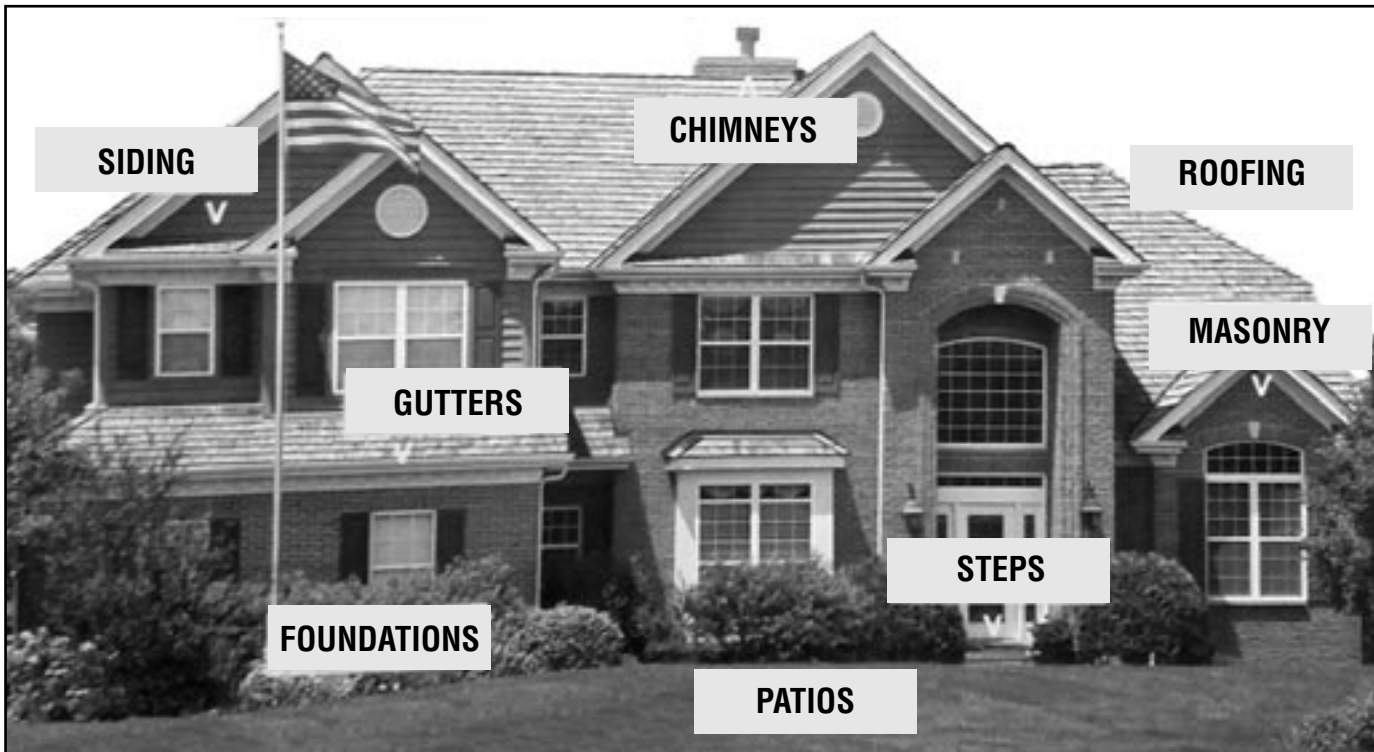 CHIMNEYS
SIDING
ROOFING
MASONRY
GUTTERS
STEPS
FOUNDATIONS
PATIOS